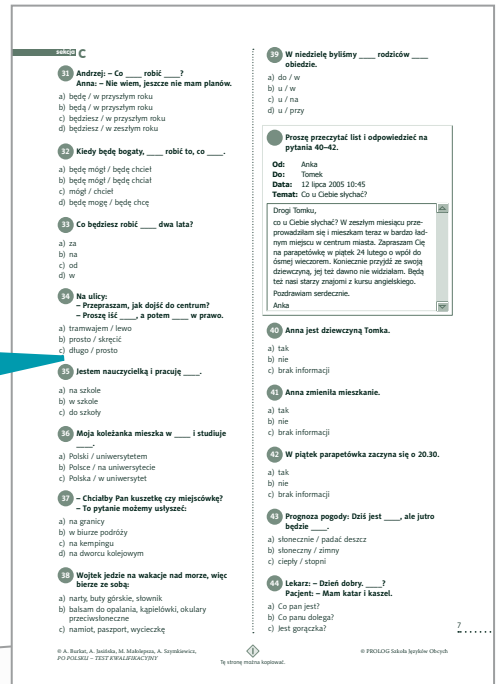 sekcja C
31 Andrzej: – Co ____ robić ____?
Anna: – Nie wiem, jeszcze nie mam planów.
a) będę / w przyszłym roku
b) będą / w przyszłym roku
c) będziesz / w przyszłym roku
d) będziesz / w zeszłym roku
32 Kiedy będę bogaty, ____ robić to, co ____.
a) będę mógł / będę chcieł
b) będę mógł / będę chciał
c) mógł / chcieł
d) będę mogę / będę chcę
33 Co będziesz robić ____ dwa lata?
a) za
b) na
c) od
d) w
34 Na ulicy:
– Przepraszam, jak dojść do centrum?
– Proszę iść ____, a potem ____ w prawo.
a) tramwajem / lewo
b) prosto / skręcić
c) długo / prosto
35 Jestem nauczycielką i pracuję ____.
a) na szkole
b) w szkole
c) do szkoły
36 Moja koleżanka mieszka w ____ i studiuje
____.
a) Polski / uniwersytetem
b) Polsce / na uniwersytecie
c) Polska / w uniwersytet
37 – Chciałby Pan kuszetkę czy miejscówkę?
– To pytanie możemy usłyszeć:
a) na granicy
b) w biurze podróży
c) na kempingu
d) na dworcu kolejowym
38 Wojtek jedzie na wakacje nad morze, więc
bierze ze sobą:
a) narty, buty górskie, słownik
b) balsam do opalania, kąpielówki, okulary
przeciwsłoneczne
c) namiot, paszport, wycieczkę
39 W niedzielę byliśmy ____ rodziców ____
obiedzie.
a) do / w
b) u / w
c) u / na
d) u / przy
Proszę przeczytać list i odpowiedzieć na
pytania 40–42.
Od: Anka
Do: Tomek
Data: 12 lipca 2005 10:45
Temat: Co u Ciebie słychać?
Drogi Tomku,
co u Ciebie słychać? W zeszłym miesiącu prze-
prowadziłam się i mieszkam teraz w bardzo ład-
nym miejscu w centrum miasta. Zapraszam Cię
na parapetówkę w piątek 24 lutego o wpół do
ósmej wieczorem. Koniecznie przyjdź ze swoją
dziewczyną, jej też dawno nie widziałam. Będą
też nasi starzy znajomi z kursu angielskiego.
Pozdrawiam serdecznie.
Anka
40 Anna jest dziewczyną Tomka.
a) tak
b) nie
c) brak informacji
41 Anna zmieniła mieszkanie.
a) tak
b) nie
c) brak informacji
42 W piątek parapetówka zaczyna się o 20.30.
a) tak
b) nie
c) brak informacji
43 Prognoza pogody: Dziś jest ____, ale jutro
będzie ____.
a) słonecznie / padać deszcz
b) słoneczny / zimny
c) ciepły / stopni
44 Lekarz: – Dzień dobry. ____?
Pacjent: – Mam katar i kaszel.
a) Co pan jest?
b) Co panu dolega?
c) Jest gorączka?
7
© A. Burkat, A. Jasińska, M. Małolepsza, A. Szymkiewicz,
PO POLSKU – TEST KWALIFIKACYJNY
I
Tę stronę można kopiować.
© PROLOG Szkoła Języków Obcych